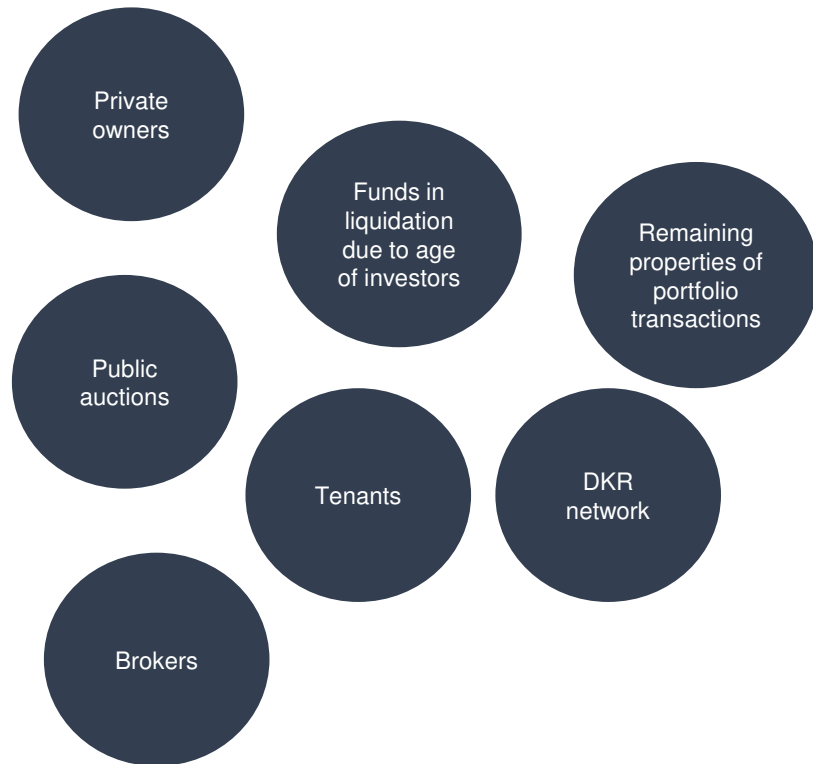 Private
owners
Funds in
liquidation
due to age
of investors
Remaining
properties of
portfolio
transactions
Public
auctions
Tenants
DKR
network
Brokers